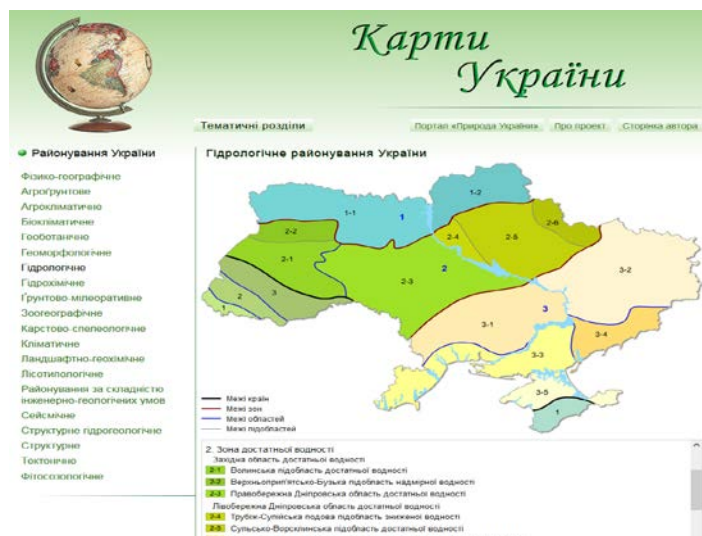 Карти
України
Тематичні розділи
Портал «Природа України»
Про проект
Сторінка автора
Районування України
Фізико-географічне
Агроґрунтове
Агрокліматичне
Біокліматичне
Геоботанічне
Геоморфологічне
Гідрологічне
Гідрохімічне
Ґрунтово-мліеоративне
Зоогеографічне
Карстово-спелеологічне
Кліматичне
Ландшафтно-геохімічне
Лісотипологічне
Районування за складністю
інженерно-геологічних умов
Сейсмічне
Структурне гідрогеологічне
Структурне
Тектонічне
Фітосозологічне
Гідрологічне районування України
1-2
1-1
1
2-2
2-4
2-5
2-6
2-1
2
2-3
3-2
3
2
1
3
3-1
3-4
3-3
3-5
1
Межі країн
Межі зон
Межі областей
Межі підобластей
2. Зона достатньої водності
Західна область достатньої водності
2-1 Волинська підобласть достатньої водності
2-2 Верхньоприп'ятсько-Бузька підобласть надмірної водності
2-3 Правобережна Дніпровська область достатньої водності
Лівобережна Дніпровська область достатньої водності
2-4 Трубіж-Супійська подова підобласть зниженої водності
2-5 Сульсько-Ворсклинська підобласть достатньої водності